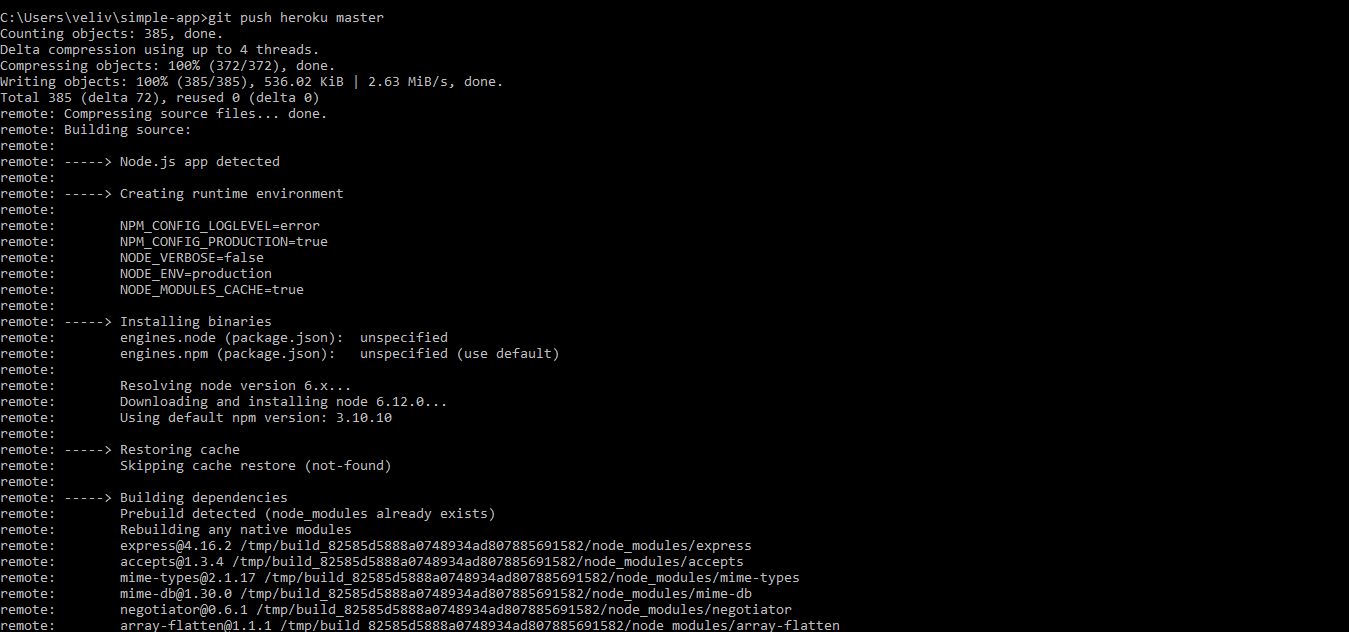 C:\Users\veliv\simple-app>git push heroku master
Counting objects: 385, done.
Delta compression using up to 4 threads.
Compressing objects: 100% (372/372), done.
Writing objects: 100% (385/385), 536.02 KiB | 2.63 MiB/s, done.
Total 385 (delta 72), reused 0 (delta 0)
remote: Compressing source files... done.
remote: Building source:
remote:
remote: -----> Node.js app detected
remote:
remote: -----> Creating runtime environment
remote:
remote:        NPM_CONFIG_LOGLEVEL=error
remote:        NPM_CONFIG_PRODUCTION=true
remote:        NODE_VERBOSE=false
remote:        NODE_ENV=production
remote:        NODE_MODULES_CACHE=true
remote:
remote: -----> Installing binaries
remote:        engines.node (package.json):  unspecified
remote:        engines.npm (package.json):   unspecified (use default)
remote:
remote:        Resolving node version 6.x...
remote:        Downloading and installing node 6.12.0...
remote:        Using default npm version: 3.10.10
remote:
remote: -----> Restoring cache
remote:        Skipping cache restore (not-found)
remote:
remote: -----> Building dependencies
remote:        Prebuild detected (node_modules already exists)
remote:        Rebuilding any native modules
remote:        express@4.16.2 /tmp/build_82585d5888a0748934ad807885691582/node_modules/express
remote:        accepts@1.3.4 /tmp/build_82585d5888a0748934ad807885691582/node_modules/accepts
remote:        mime-types@2.1.17 /tmp/build_82585d5888a0748934ad807885691582/node_modules/mime-types
remote:        mime-db@1.30.0 /tmp/build_82585d5888a0748934ad807885691582/node_modules/mime-db
remote:        negotiator@0.6.1 /tmp/build_82585d5888a0748934ad807885691582/node_modules/negotiator
remote:        array-flatten@1.1.1 /tmp/build_82585d5888a0748934ad807885691582/node_modules/array-flatten